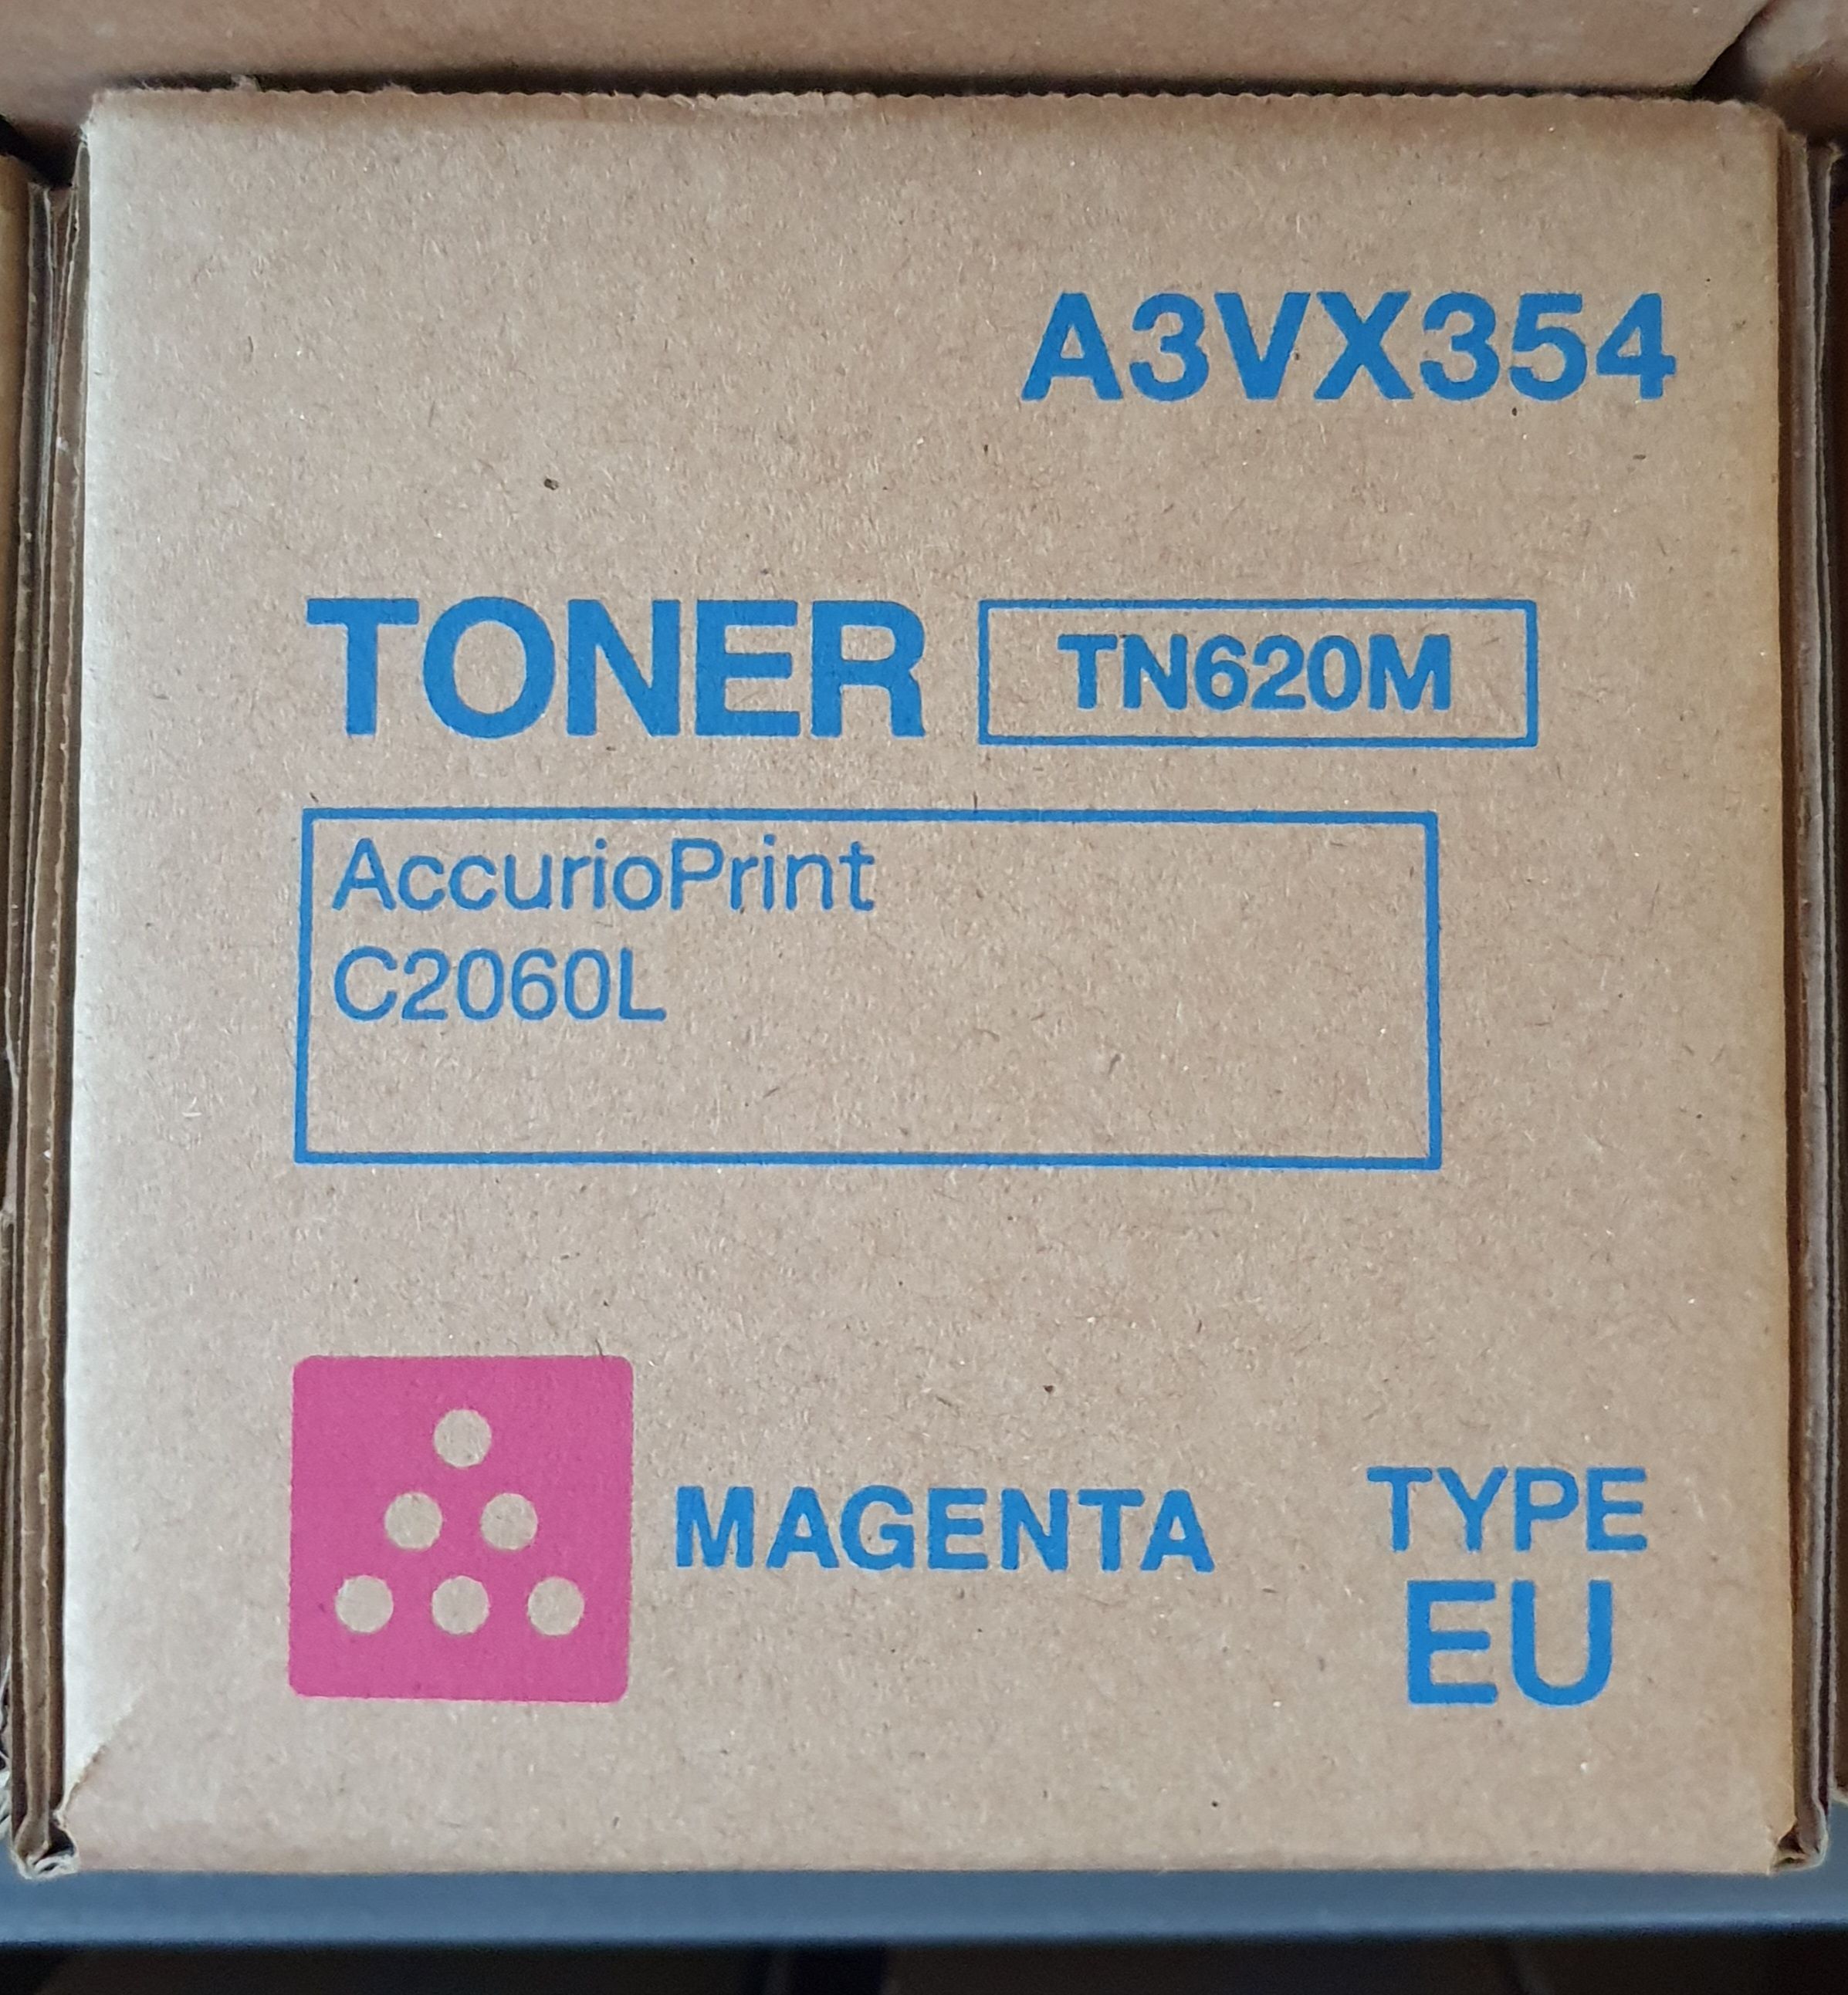 A3VX354
TONER TN620M
AccurioPrint
C2060L
MAGENTA
TYPE
EU